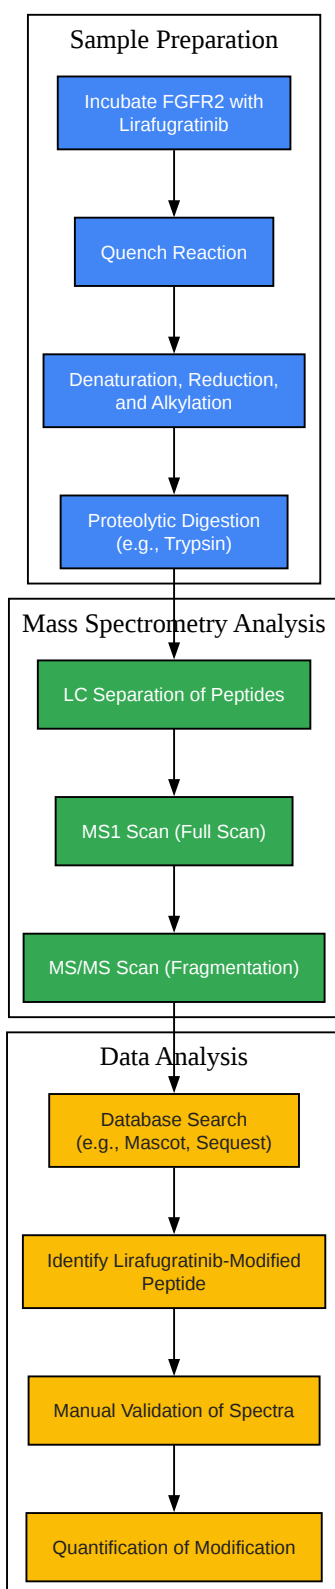 Sample Preparation
Incubate FGFR2 with
Lirafugratinib
Quench Reaction
Denaturation, Reduction,
and Alkylation
Proteolytic Digestion
(e.g., Trypsin)
Mass Spectrometry Analysis
LC Separation of Peptides
MS1 Scan (Full Scan)
MS/MS Scan (Fragmentation)
Data Analysis
Database Search
(e.g., Mascot, Sequest)
Identify Lirafugratinib-Modified
Peptide
Manual Validation of Spectra
Quantification of Modification